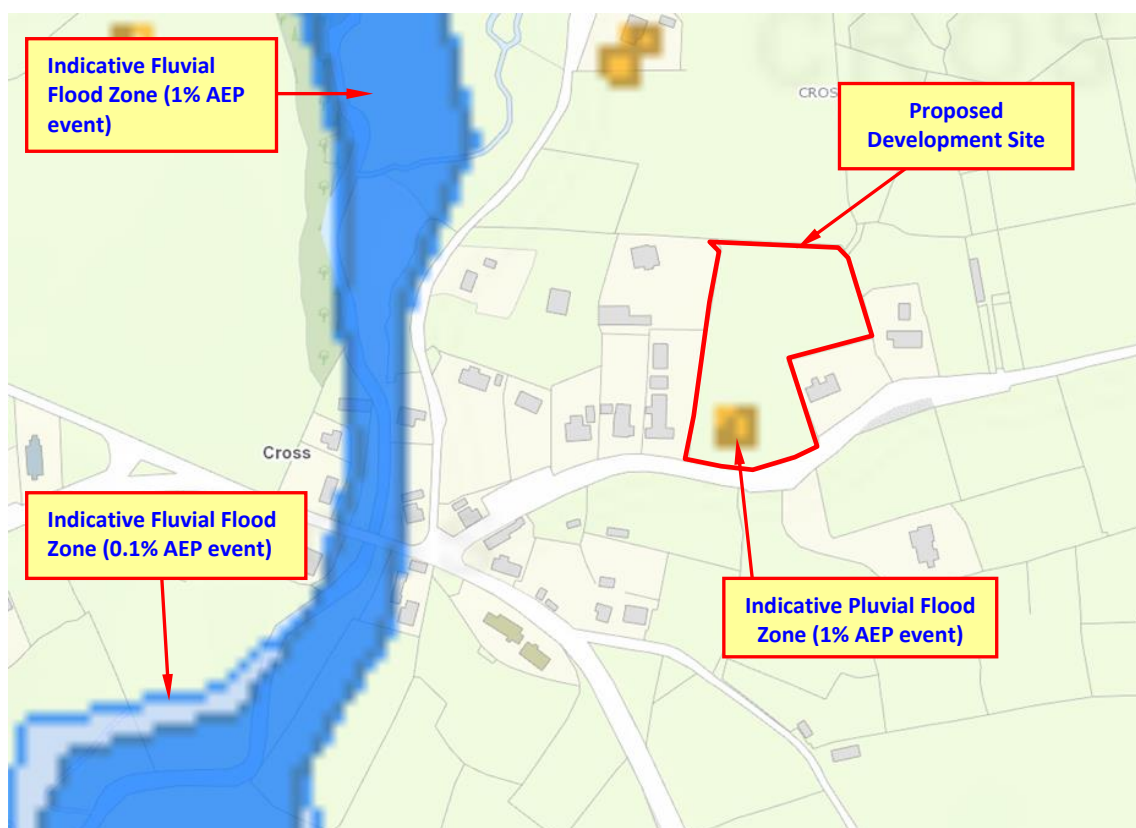 Indicative Fluvial
Flood Zone (1% AEP
event)
CROS
Proposed
Development Site
Cross
Indicative Fluvial Flood
Zone (0.1% AEP event)
Indicative Pluvial Flood
Zone (1% AEP event)